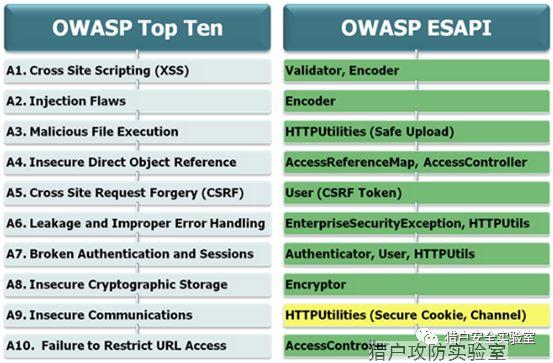 OWASP Top Ten
OWASP ESAPI
A1. Cross Site Scripting (XSS)
Validator, Encoder
A2. Injection Flaws
Encoder
A3. Malicious File Execution
HTTPUtilities (Safe Upload)
A4. Insecure Direct Object Reference
AccessReferenceMap, AccessController
A5. Cross Site Request Forgery (CSRF)
User (CSRF Token)
A6. Leakage and Improper Error Handling
EnterpriseSecurityException, HTTPUtils
A7. Broken Authentication and Sessions
Authenticator, User, HTTPUtils
A8. Insecure Cryptographic Storage
Encryptor
A9. Insecure Communications
HTTPUtilities (Secure Cookie, Channel)
A10. Failure to Restrict URL Access
AccessController
猎户安全实验室
猎户攻防实验室